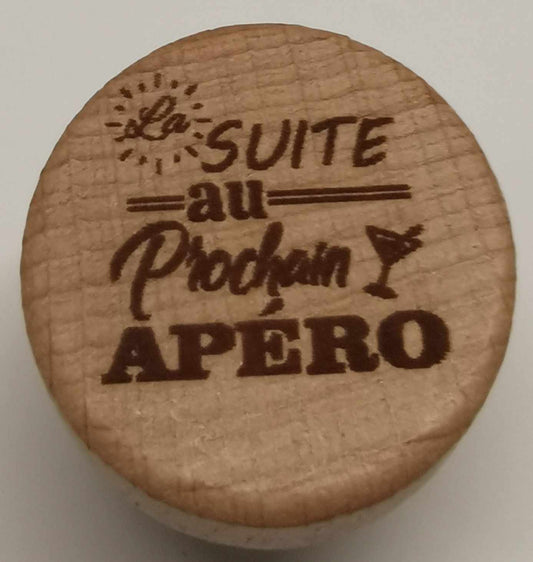 La SUITE
au
Prochain
APÉRO